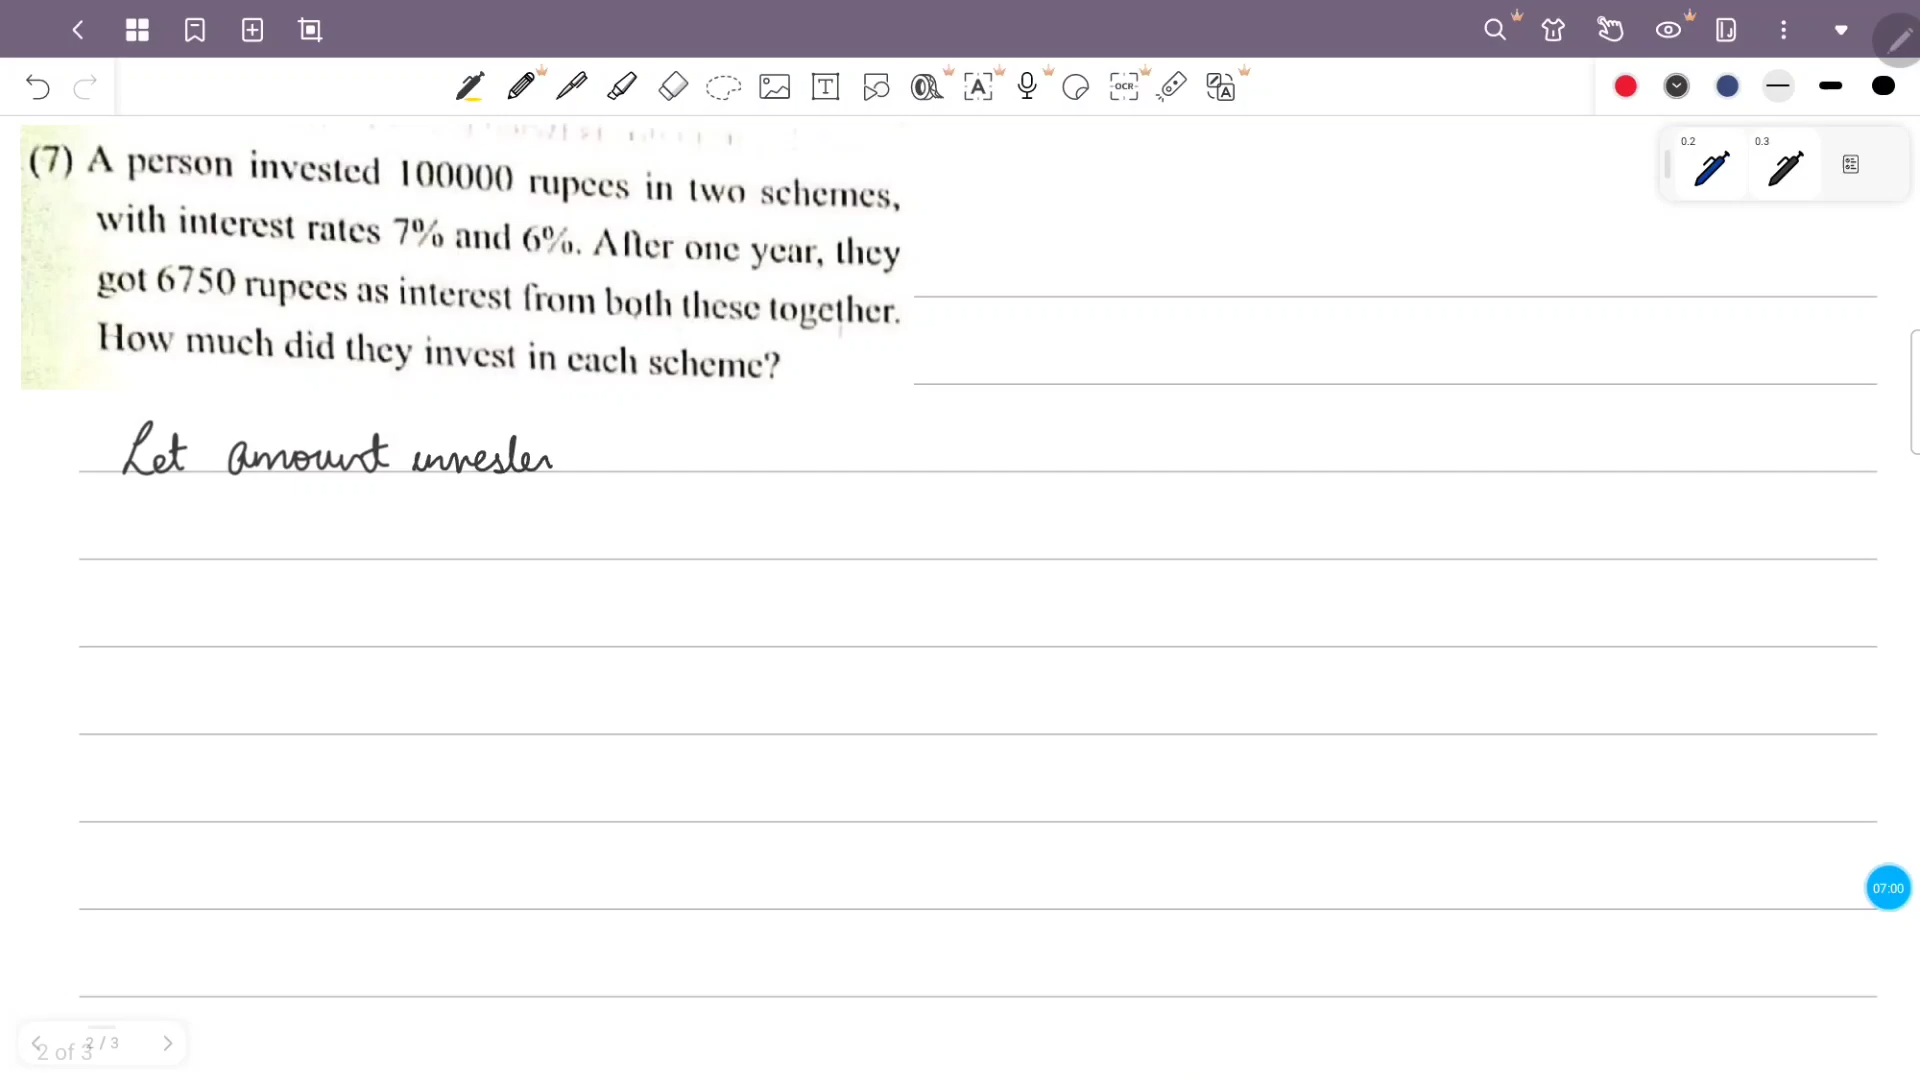 0.2 0.3
(7) A person invested 100000 rupees in two schemes,
with interest rates 7% and 6%. After one year, they
got 6750 rupees as interest from both these together.
How much did they invest in each scheme?
Let amount
07:00
2 / 3
2 of 3